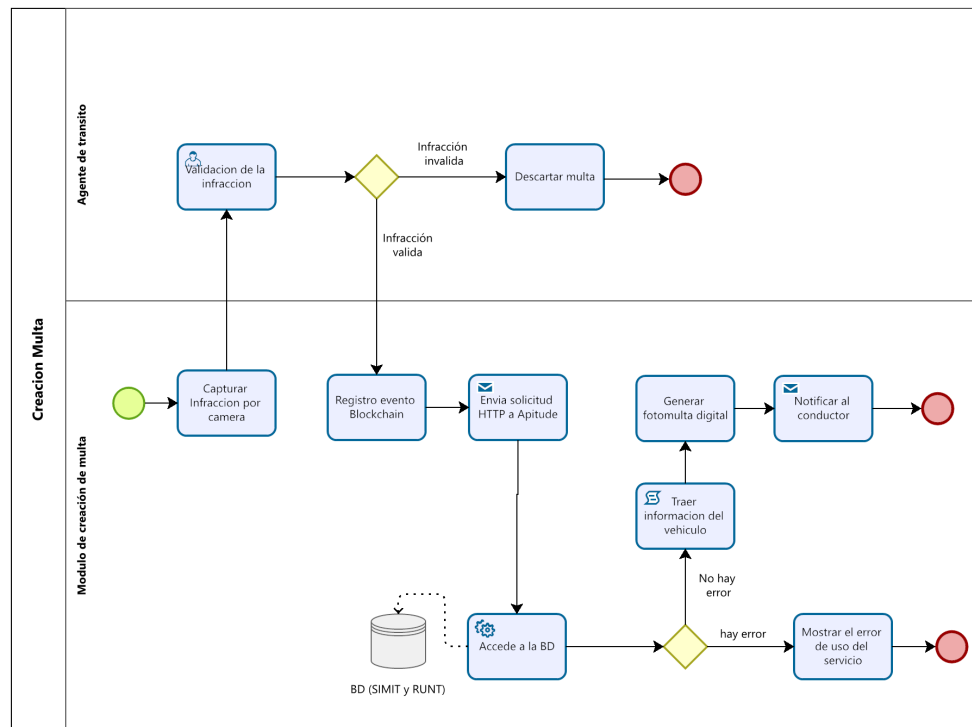 Creacion Multa
Agente de transito
Validacion de la
infraccion
Infracción
invalida
Descartar multa
Infracción
valida
Modulo de creación de multa
Capturar
Infraccion por
camera
Registro evento
Blockchain
Envia solicitud
HTTP a Apitude
Generar
fotomulta digital
Notificar al
conductor
Traer
informacion del
vehiculo
No hay
error
BD (SIMIT y RUNT)
Accede a la BD
hay error
Mostrar el error
de uso del
servicio